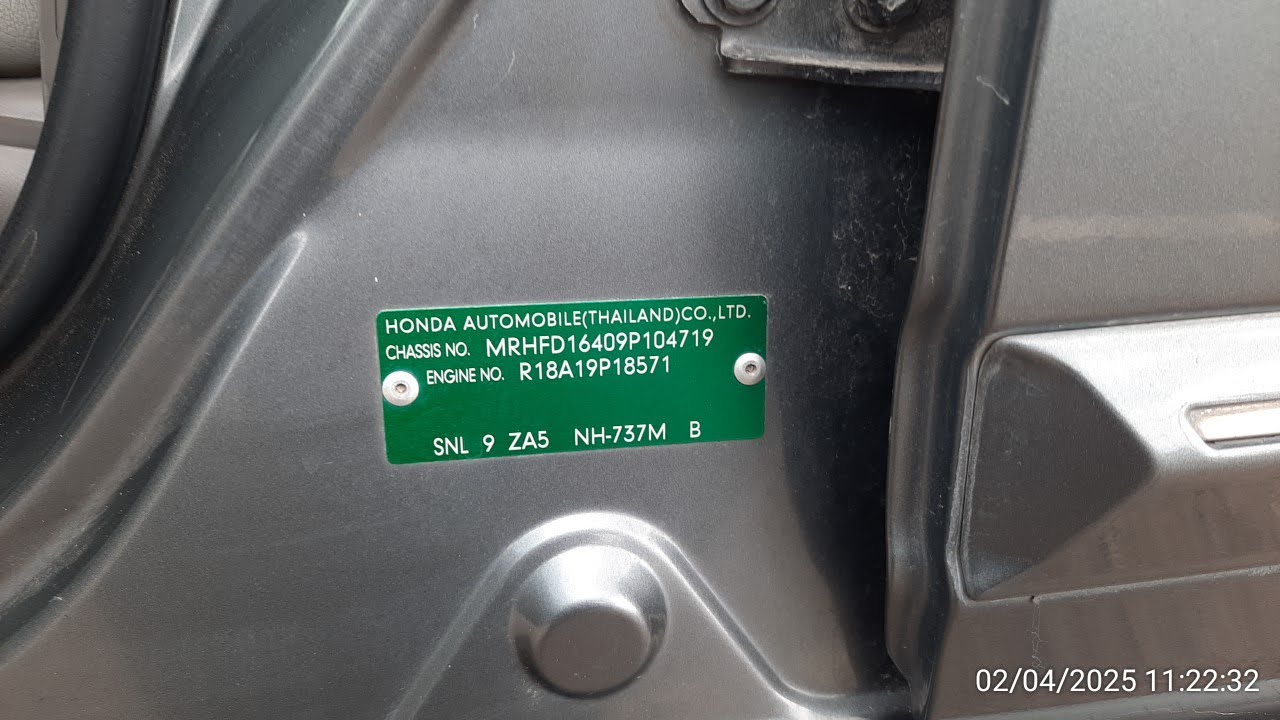 HONDA AUTOMOBILE(THAILAND)CO.,LTD.
CHASSIS NO. MRHFD16409P104719
ENGINE NO. R18A19P18571
SNL 9 ZA5 NH-737M B
02/04/2025 11:22:32